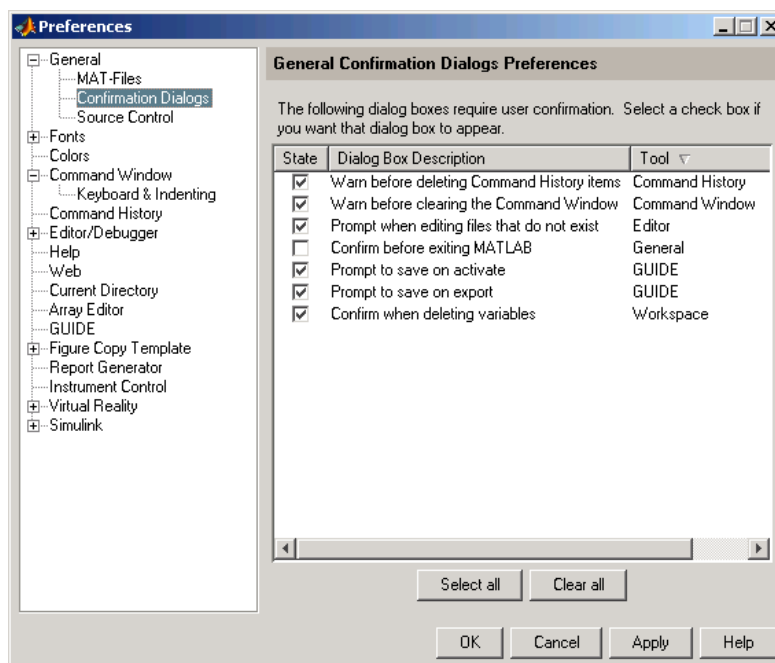 Preferences
General
MAT-Files
Confirmation Dialogs
Source Control
Fonts
Colors
Command Window
Keyboard & Indenting
Command History
Editor/Debugger
Help
Web
Current Directory
Array Editor
GUIDE
Figure Copy Template
Report Generator
Instrument Control
Virtual Reality
Simulink
General Confirmation Dialogs Preferences
The following dialog boxes require user confirmation. Select a check box if
you want that dialog box to appear.
State Dialog Box Description Tool
Warn before deleting Command History items Command History
Warn before clearing the Command Window Command Window
Prompt when editing files that do not exist Editor
Confirm before exiting MATLAB General
Prompt to save on activate GUIDE
Prompt to save on export GUIDE
Confirm when deleting variables Workspace
Select all Clear all
OK Cancel Apply Help